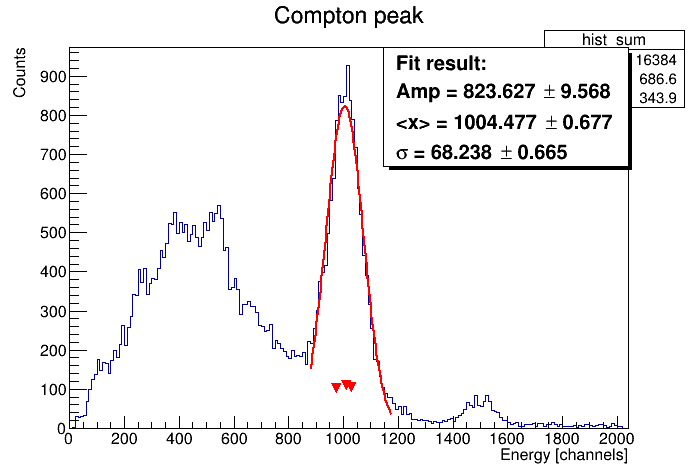 Compton peak
Counts
hist_sum
16384
686.6
343.9
Fit result:
Amp = 823.627 ± 9.568
<x> = 1004.477 ± 0.677
σ = 68.238 ± 0.665
900
800
700
600
500
400
300
200
100
0
0 200 400 600 800 1000 1200 1400 1600 1800 2000
Energy [channels]